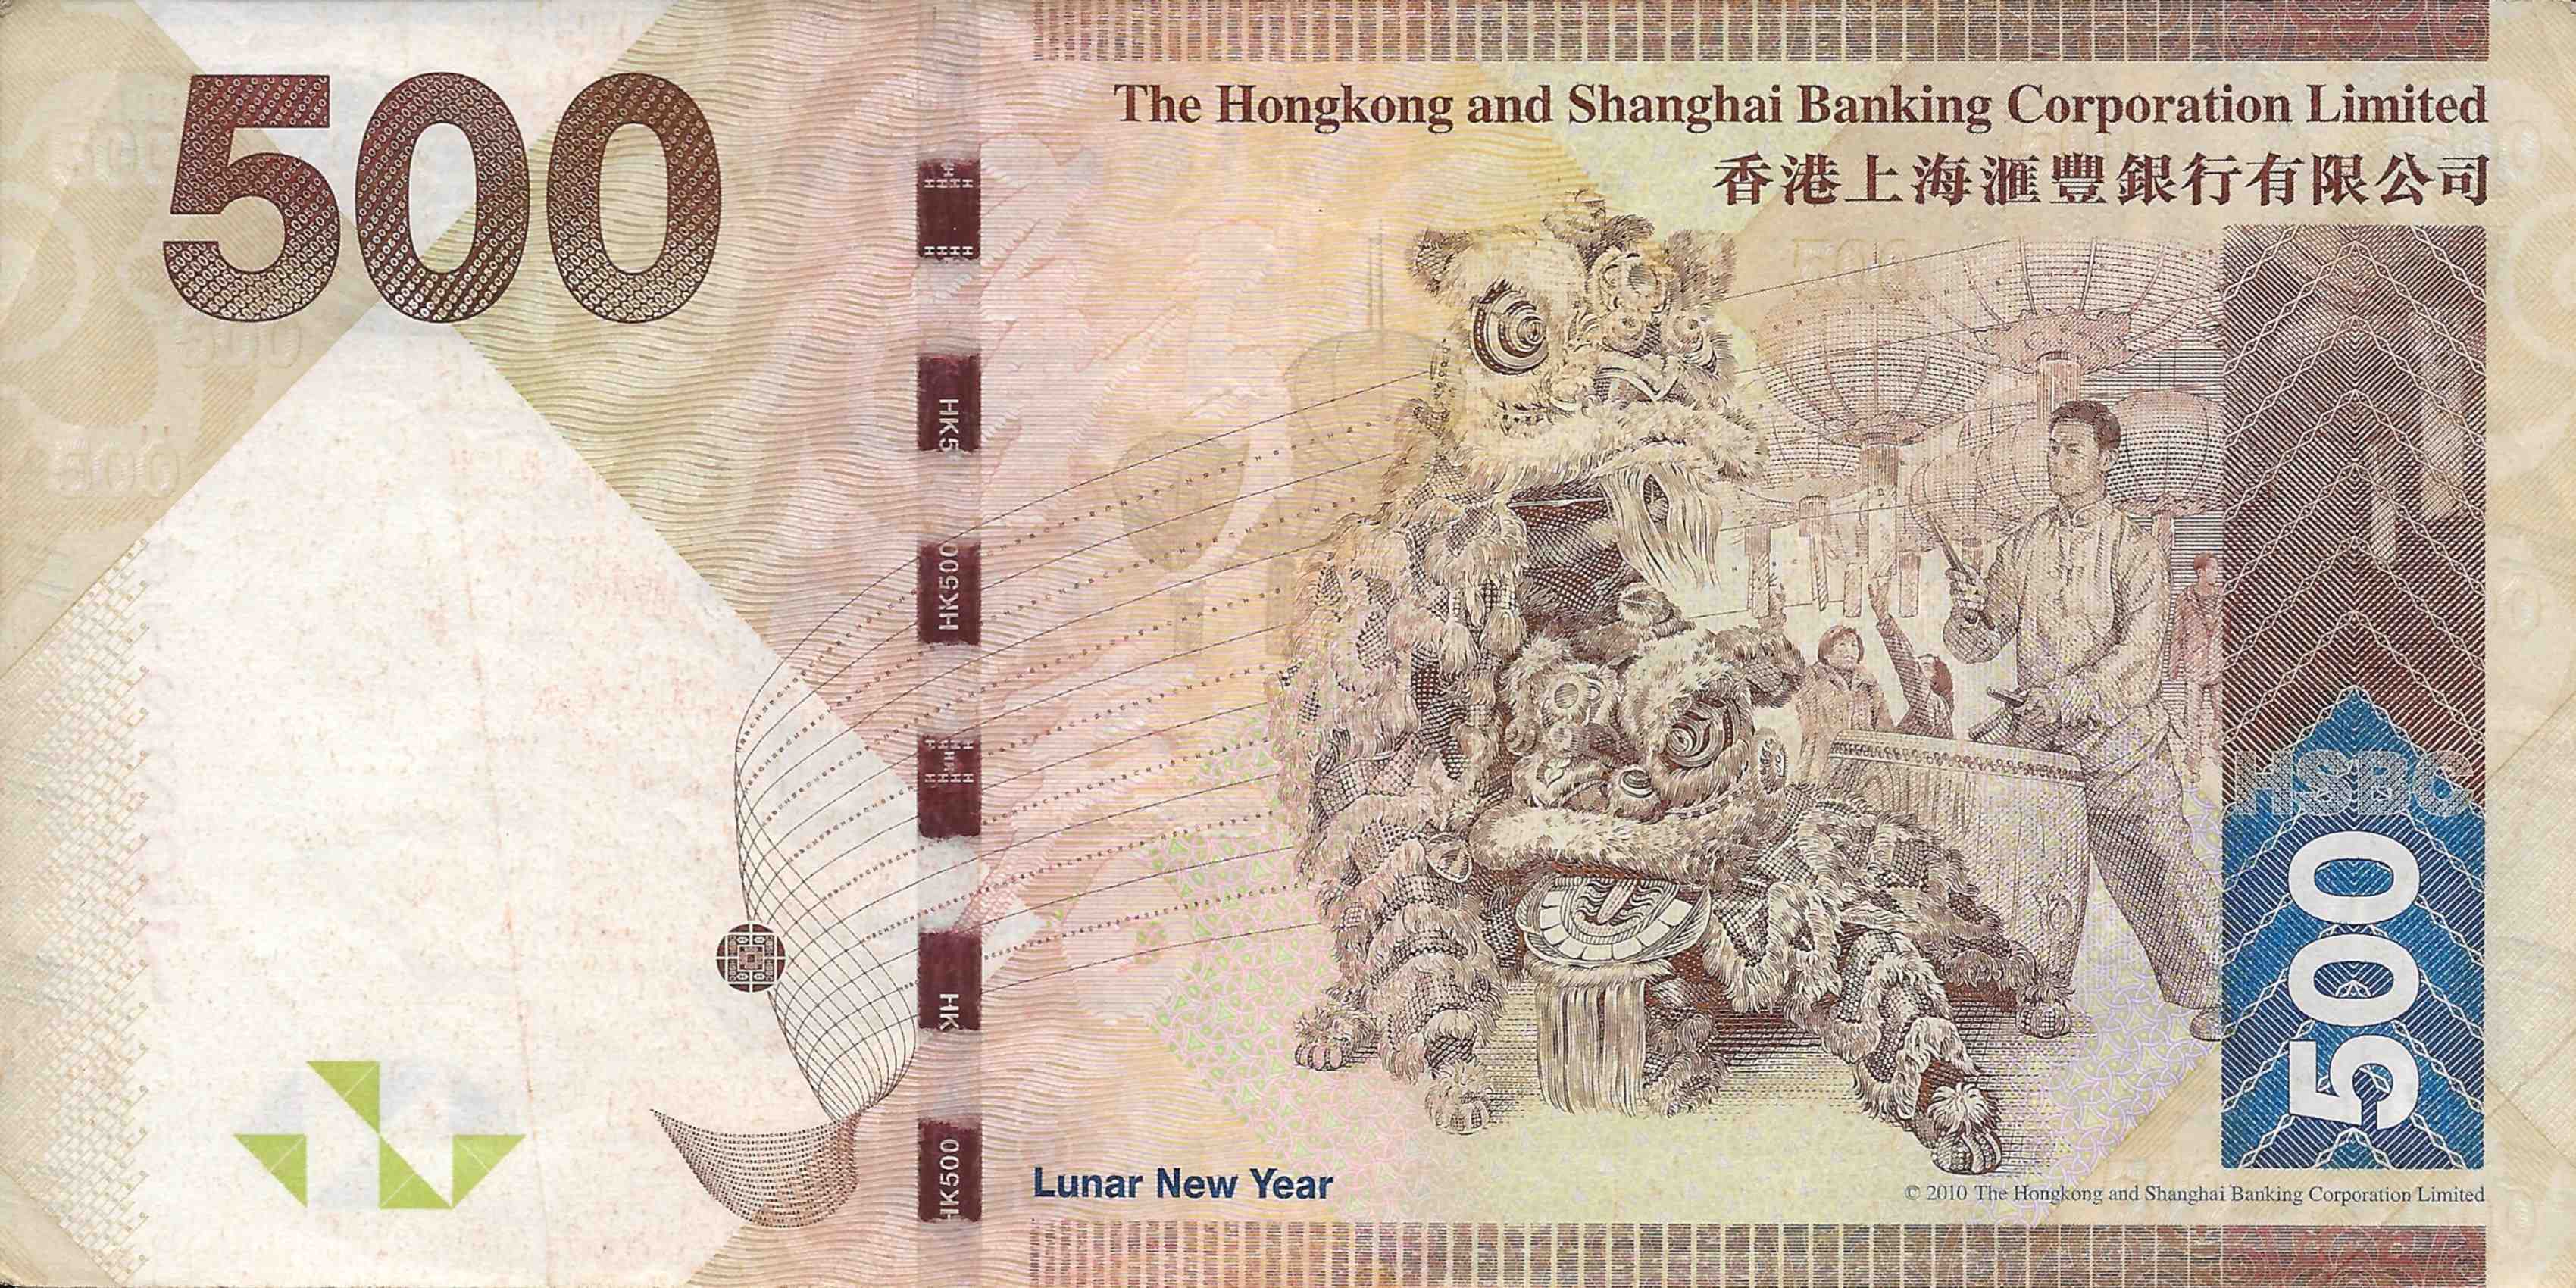 500
The Hongkong and Shanghai Banking Corporation Limited
香港上海滙豐銀行有限公司
HK5
HK500
HK
HK500
HSBC
500
Lunar New Year
© 2010 The Hongkong and Shanghai Banking Corporation Limited